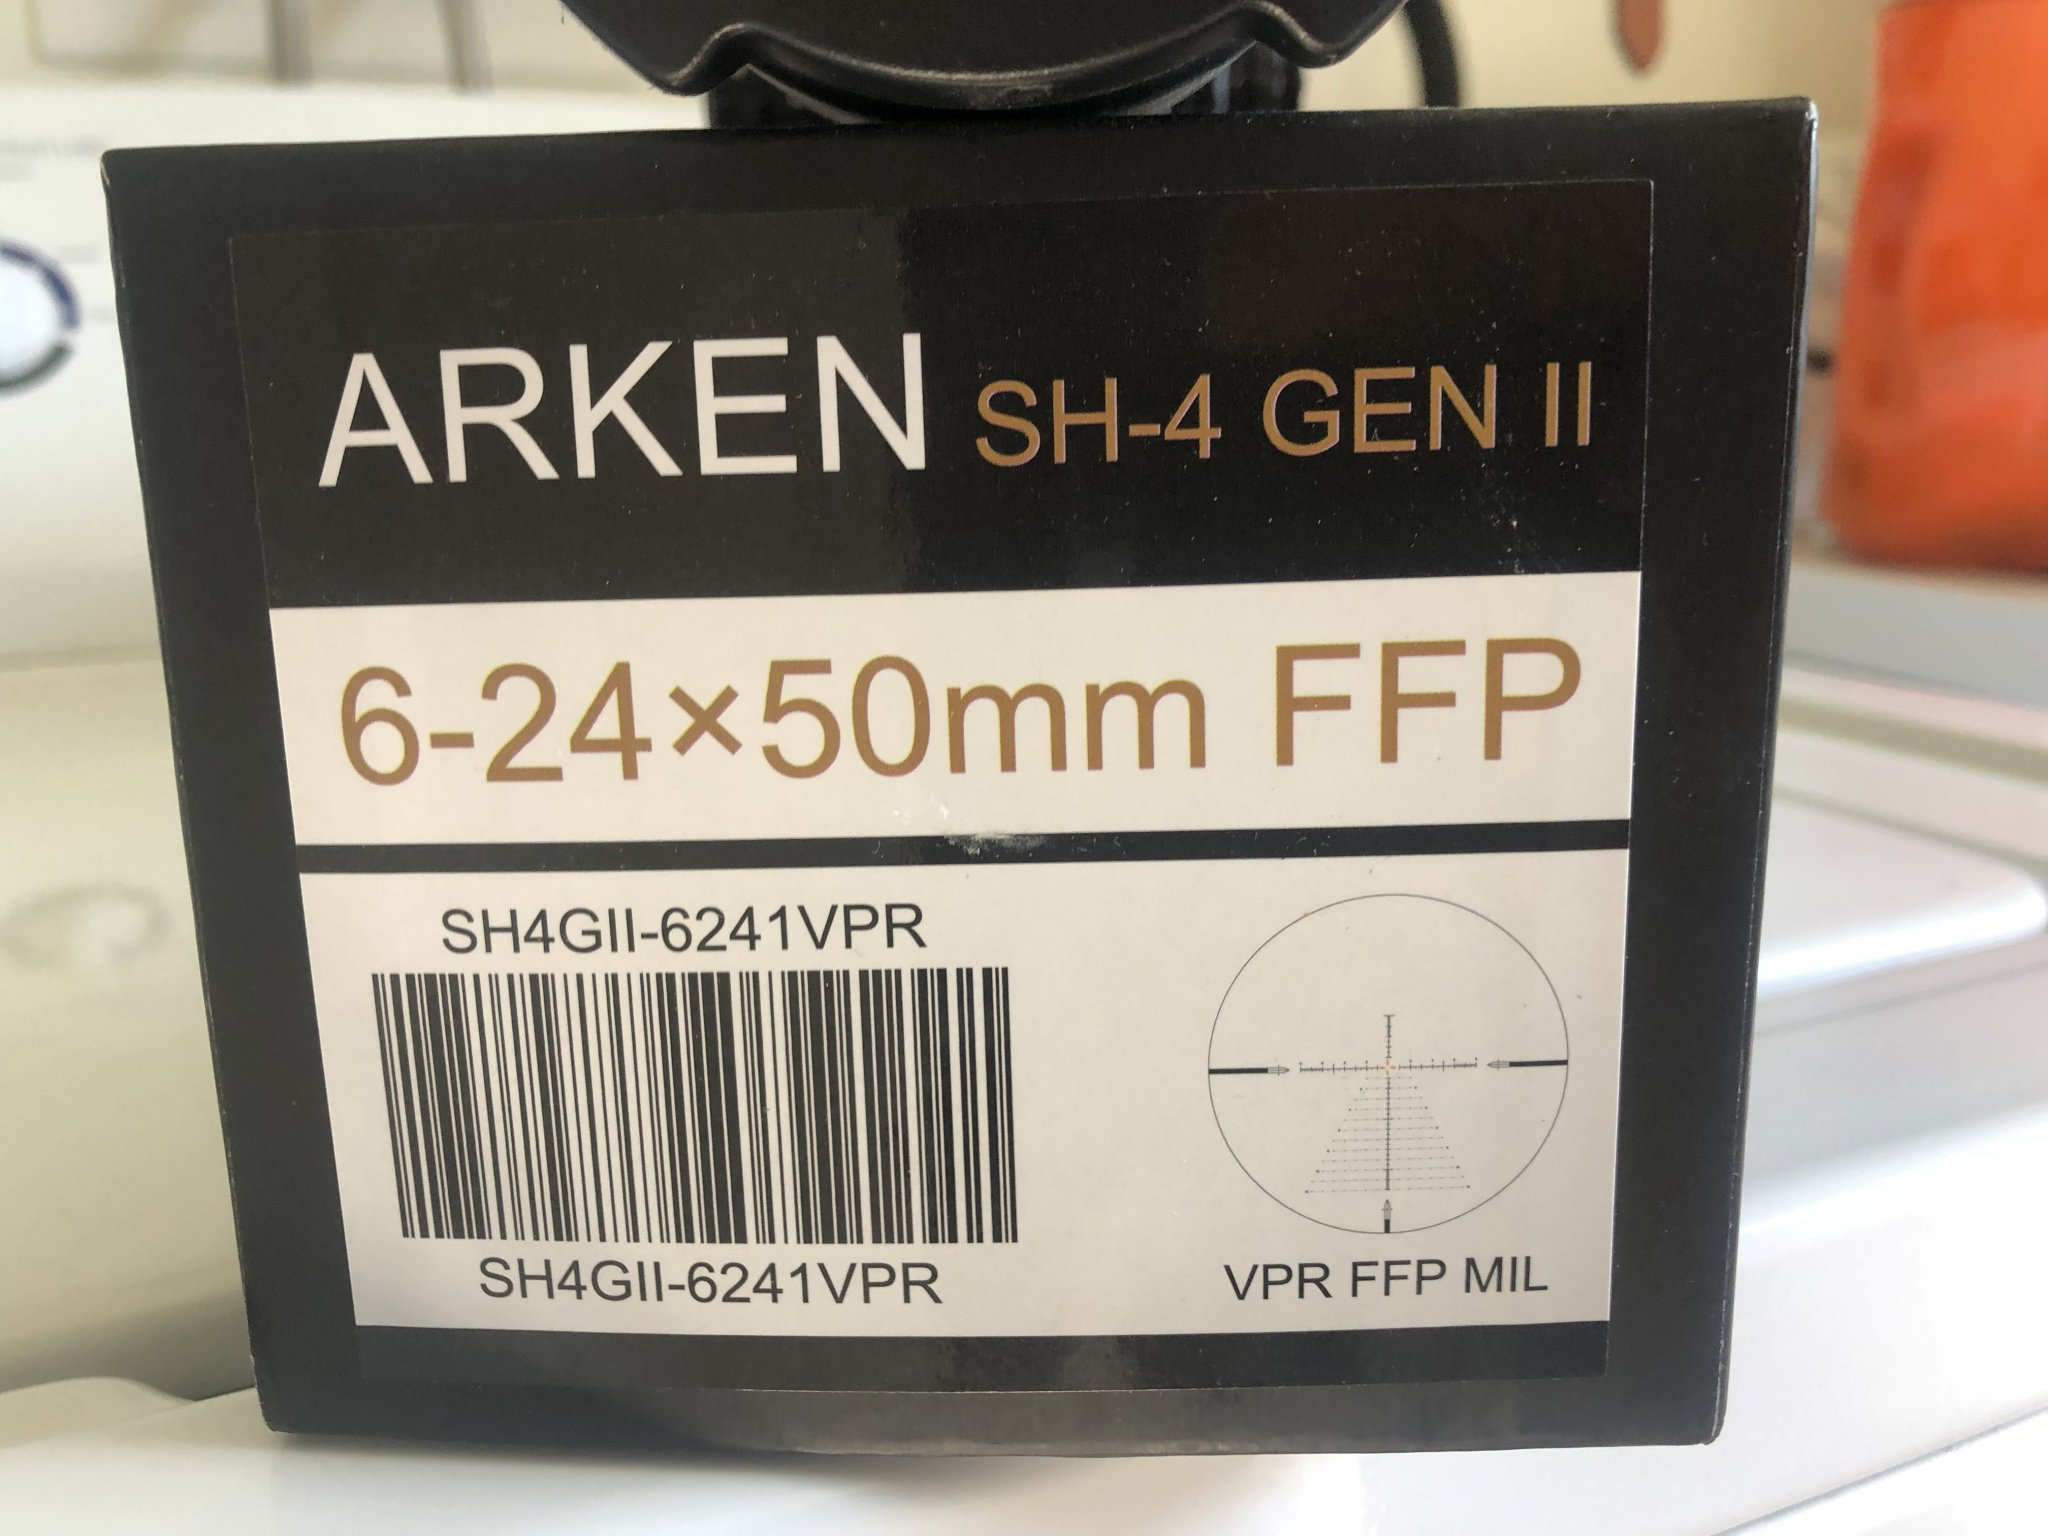 ARKEN SH-4 GEN II
6-24×50mm FFP
SH4GII-6241VPR
SH4GII-6241VPR
VPR FFP MIL